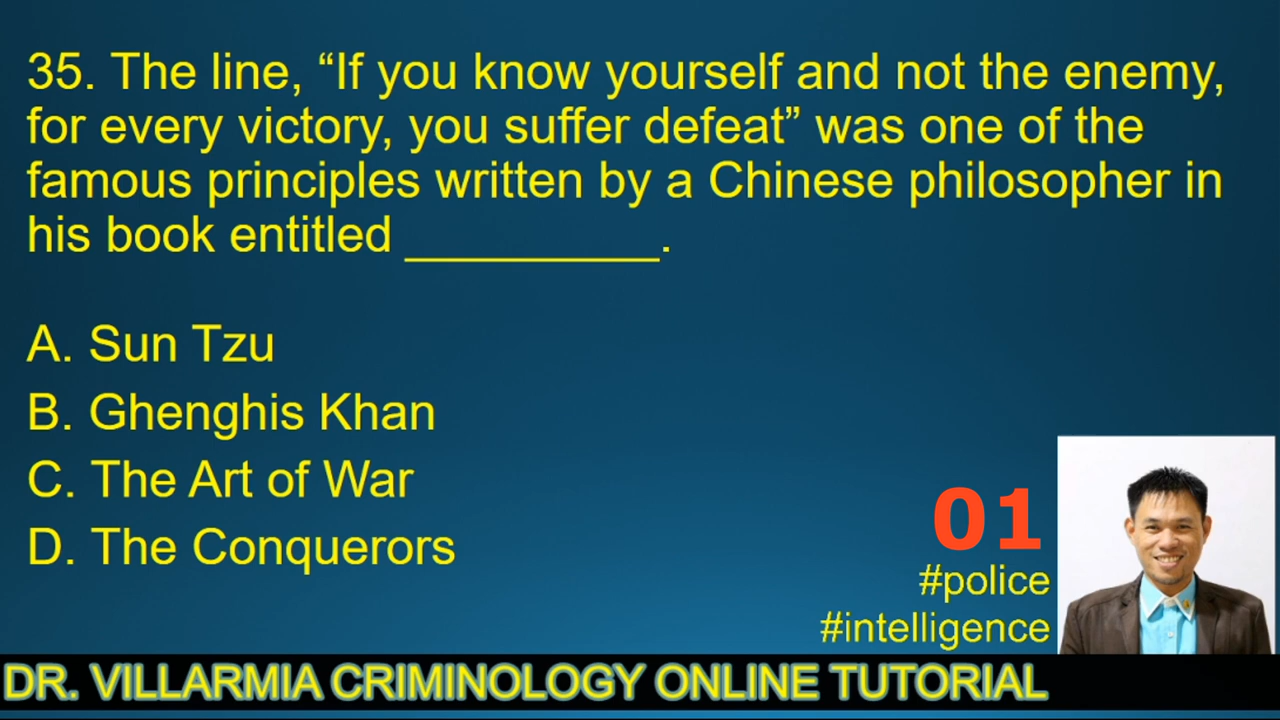 35. The line, “If you know yourself and not the enemy,
for every victory, you suffer defeat” was one of the
famous principles written by a Chinese philosopher in
his book entitled __________.
A. Sun Tzu
B. Ghenghis Khan
C. The Art of War
D. The Conquerors
01
#police
#intelligence
DR. VILLARMIA CRIMINOLOGY ONLINE TUTORIAL